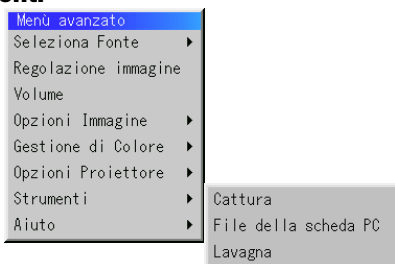 Menù avanzato
Seleziona Fonte
Regolazione immagine
Volume
Opzioni Immagine
Gestione di Colore
Opzioni Proiettore
Strumenti
Aiuto
Cattura
File della scheda PC
Lavagna